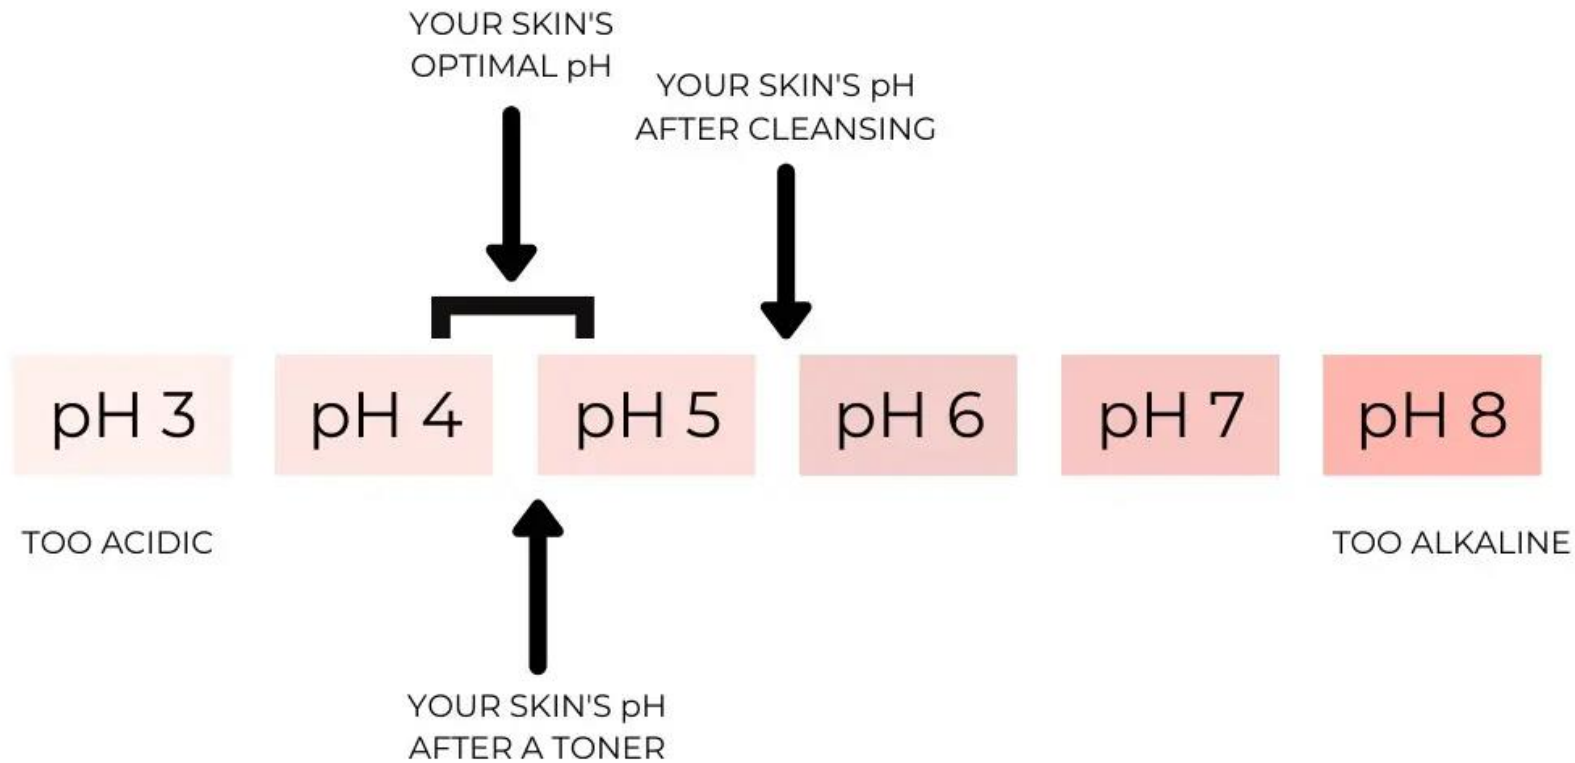 YOUR SKIN'S
OPTIMAL pH
YOUR SKIN'S pH
AFTER CLEANSING
pH 3
pH 4
pH 5
pH 6
pH 7
pH 8
TOO ACIDIC
TOO ALKALINE
YOUR SKIN'S pH
AFTER A TONER